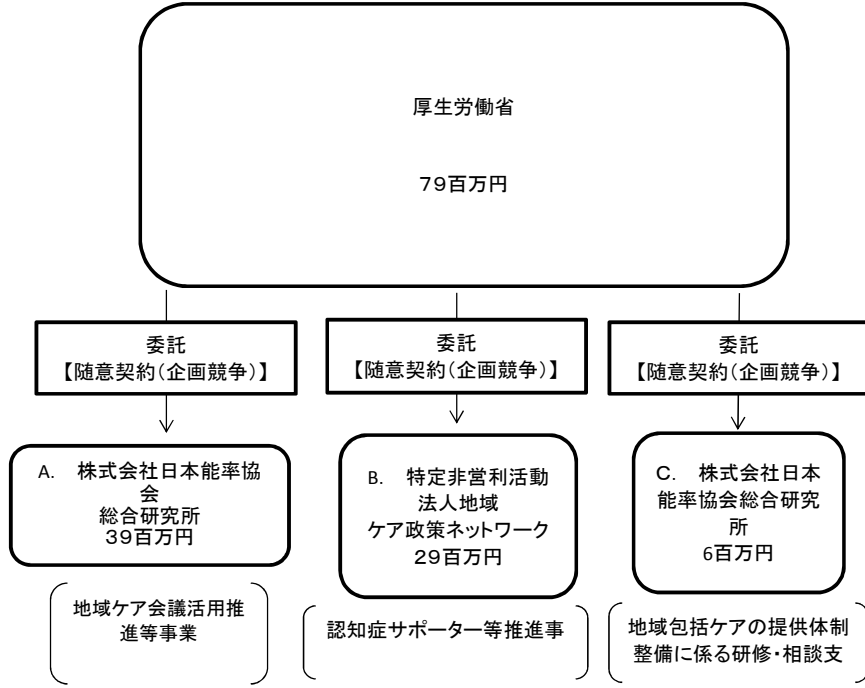 厚生労働省
79百万円
委託
【随意契約(企画競争)】
委託
【随意契約(企画競争)】
委託
【随意契約(企画競争)】
A. 株式会社日本能率協
会
総合研究所
39百万円
B. 特定非営利活動
法人地域
ケア政策ネットワーク
29百万円
C. 株式会社日本
能率協会総合研究
所
6百万円
地域ケア会議活用推
進等事業
認知症サポーター等推進事
地域包括ケアの提供体制
整備に係る研修・相談支